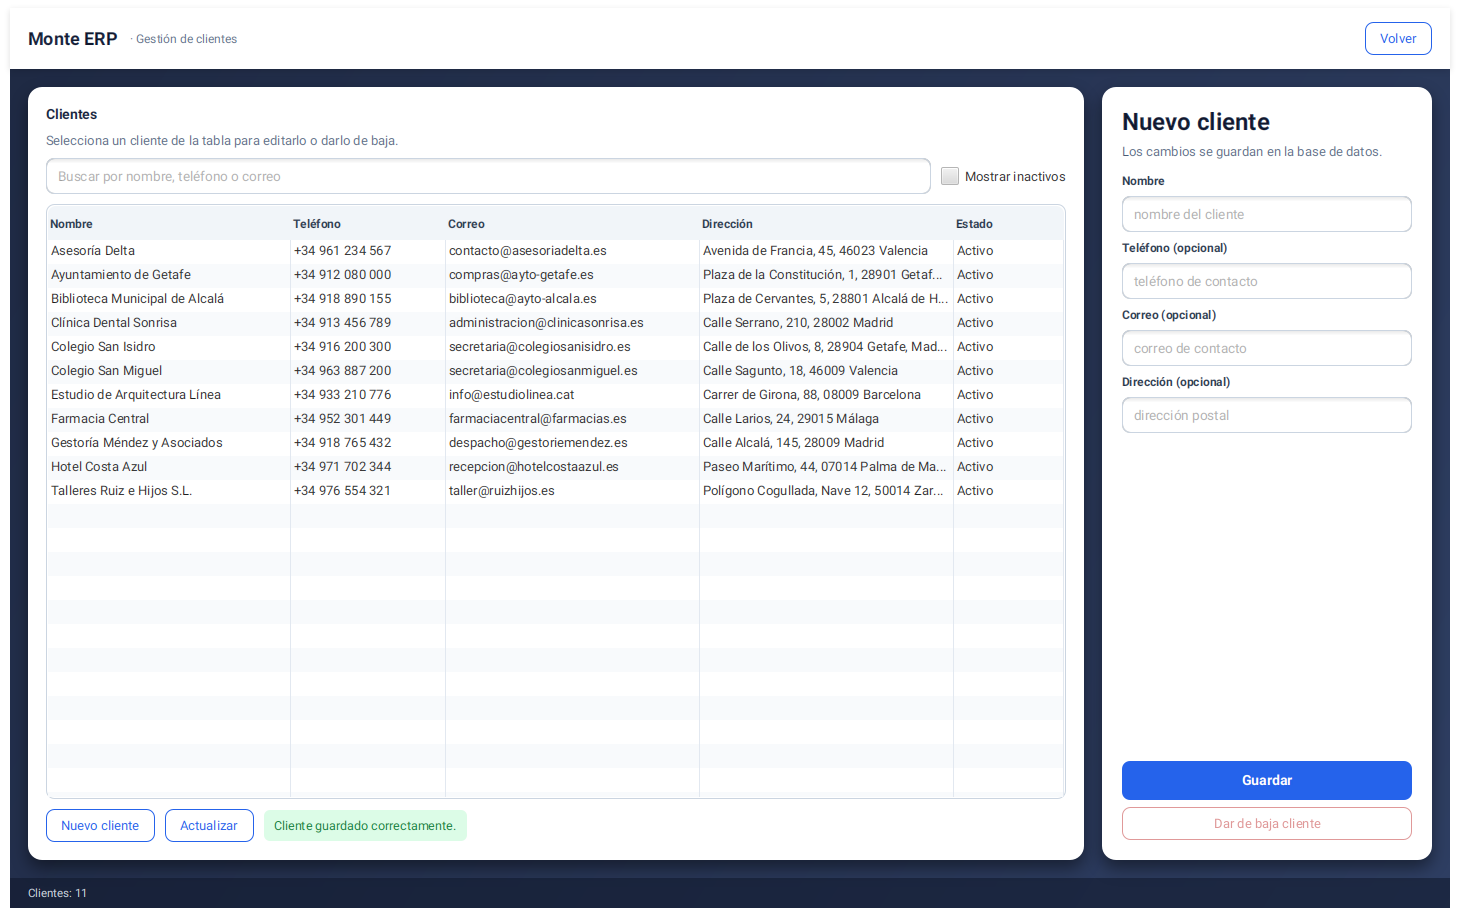 Monte ERP · Gestión de clientes Volver
Clientes
Selecciona un cliente de la tabla para editarlo o darlo de baja.
Buscar por nombre, teléfono o correo Mostrar inactivos
Nombre Teléfono Correo Dirección Estado
Asesoría Delta +34 961 234 567 contacto@asesoriadelta.es Avenida de Francia, 45, 46023 Valencia Activo
Ayuntamiento de Getafe +34 912 080 000 compras@ayto-getafe.es Plaza de la Constitución, 1, 28901 Getaf... Activo
Biblioteca Municipal de Alcalá +34 918 890 155 biblioteca@ayto-alcala.es Plaza de Cervantes, 5, 28801 Alcalá de H... Activo
Clínica Dental Sonrisa +34 913 456 789 administracion@clinicasonrisa.es Calle Serrano, 210, 28002 Madrid Activo
Colegio San Isidro +34 916 200 300 secretaria@colegiosanisidro.es Calle de los Olivos, 8, 28904 Getafe, Mad... Activo
Colegio San Miguel +34 963 887 200 secretaria@colegiosanmiguel.es Calle Sagunto, 18, 46009 Valencia Activo
Estudio de Arquitectura Línea +34 933 210 776 info@estudiolinea.cat Carrer de Girona, 88, 08009 Barcelona Activo
Farmacia Central +34 952 301 449 farmaciacentral@farmacias.es Calle Larios, 24, 29015 Málaga Activo
Gestoría Méndez y Asociados +34 918 765 432 despacho@gestoriemendez.es Calle Alcalá, 145, 28009 Madrid Activo
Hotel Costa Azul +34 971 702 344 recepcion@hotelcostaazul.es Paseo Marítimo, 44, 07014 Palma de Ma... Activo
Talleres Ruiz e Hijos S.L. +34 976 554 321 taller@ruizhijos.es Polígono Cogullada, Nave 12, 50014 Zar... Activo
Nuevo cliente Actualizar Cliente guardado correctamente.
Nuevo cliente
Los cambios se guardan en la base de datos.
Nombre
nombre del cliente
Teléfono (opcional)
teléfono de contacto
Correo (opcional)
correo de contacto
Dirección (opcional)
dirección postal
Guardar
Dar de baja cliente
Clientes: 11